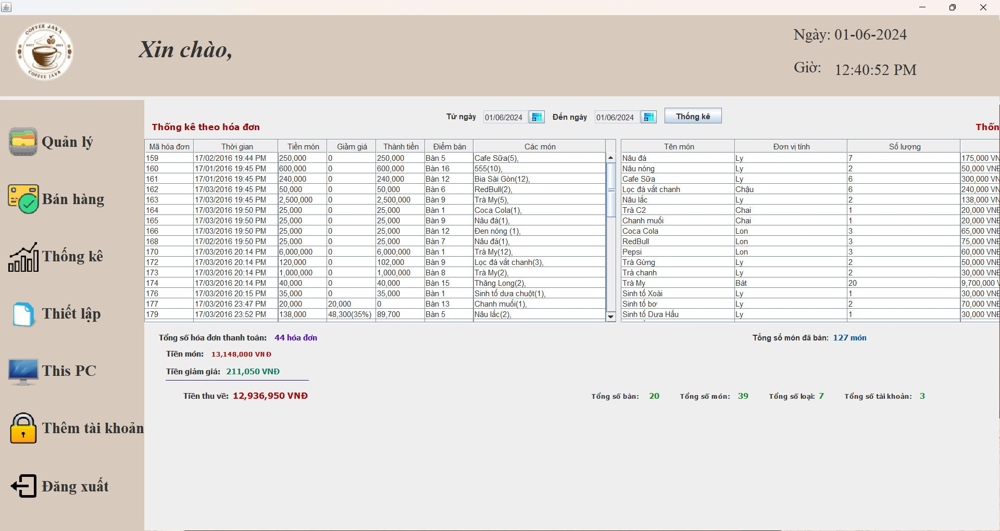 COFFEE JAVA
COFFEE JAVA
Xin chào,
Ngày: 01-06-2024
Giờ: 12:40:52 PM
Quản lý
Bán hàng
Thống kê
Thiết lập
This PC
Thêm tài khoản
Đăng xuất
Từ ngày 01/06/2024 Đến ngày 01/06/2024 Thống kê
Thống kê theo hóa đơn
Thốn
Mã hóa đơn Thời gian Tiền món Giảm giá Thành tiền Điểm bán Các món
159 17/02/2016 19:44 PM 250,000 0 250,000 Bàn 5 Cafe Sữa(5),
160 17/01/2016 19:45 PM 600,000 0 600,000 Bàn 16 555(10),
161 17/01/2016 19:45 PM 240,000 0 240,000 Bàn 12 Bia Sài Gòn(12),
162 17/03/2016 19:45 PM 50,000 0 50,000 Bàn 6 RedBull(2),
163 17/03/2016 19:45 PM 2,500,000 0 2,500,000 Bàn 9 Trà My(5),
164 17/03/2016 19:50 PM 25,000 0 25,000 Bàn 1 Coca Cola(1),
165 17/03/2016 19:50 PM 25,000 0 25,000 Bàn 9 Nâu đá(1),
166 17/03/2016 19:50 PM 25,000 0 25,000 Bàn 12 Đen nóng (1),
168 17/02/2016 19:50 PM 25,000 0 25,000 Bàn 7 Nâu đá(1),
170 17/03/2016 20:14 PM 6,000,000 0 6,000,000 Bàn 1 Trà My(12),
172 17/03/2016 20:14 PM 120,000 0 102,000 Bàn 9 Lọc đá vắt chanh(3),
173 17/03/2016 20:14 PM 1,000,000 0 1,000,000 Bàn 8 Trà My(2),
174 17/03/2016 20:14 PM 40,000 0 40,000 Bàn 15 Thăng Long(2),
176 17/03/2016 20:15 PM 35,000 0 35,000 Bàn 1 Sinh tố dưa chuột(1),
177 17/03/2016 23:47 PM 20,000 20,000 0 Bàn 13 Chanh muối(1),
179 17/03/2016 23:52 PM 138,000 48,300(35%) 89,700 Bàn 5 Nâu lắc(2),
Tên món Đơn vị tính Số lượng
Nâu đá Ly 7 175,000 VN
Nâu nóng Ly 2 50,000 VNĐ
Cafe Sữa Ly 6 300,000 VN
Lọc đá vắt chanh Chậu 6 240,000 VN
Nâu lắc Ly 2 138,000 VN
Trà C2 Chai 1 20,000 VNĐ
Chanh muối Chai 1 20,000 VNĐ
Coca Cola Lon 3 65,000 VNĐ
RedBull Lon 3 75,000 VNĐ
Pepsi Lon 3 60,000 VNĐ
Trà Gừng Ly 2 50,000 VNĐ
Trà chanh Ly 2 30,000 VNĐ
Trà My Bát 20 9,700,000 V
Sinh tố Xoài Ly 1 30,000 VNĐ
Sinh tố bơ Ly 2 70,000 VNĐ
Sinh tố Dưa Hấu Ly 1 30,000 VNĐ
Tổng số hóa đơn thanh toán: 44 hóa đơn
Tiền món: 13,148,000 VNĐ
Tiền giảm giá: 211,050 VNĐ
Tiền thu về: 12,936,950 VNĐ
Tổng số món đã bán: 127 món
Tổng số bàn: 20 Tổng số món: 39 Tổng số loại: 7 Tổng số tài khoản: 3